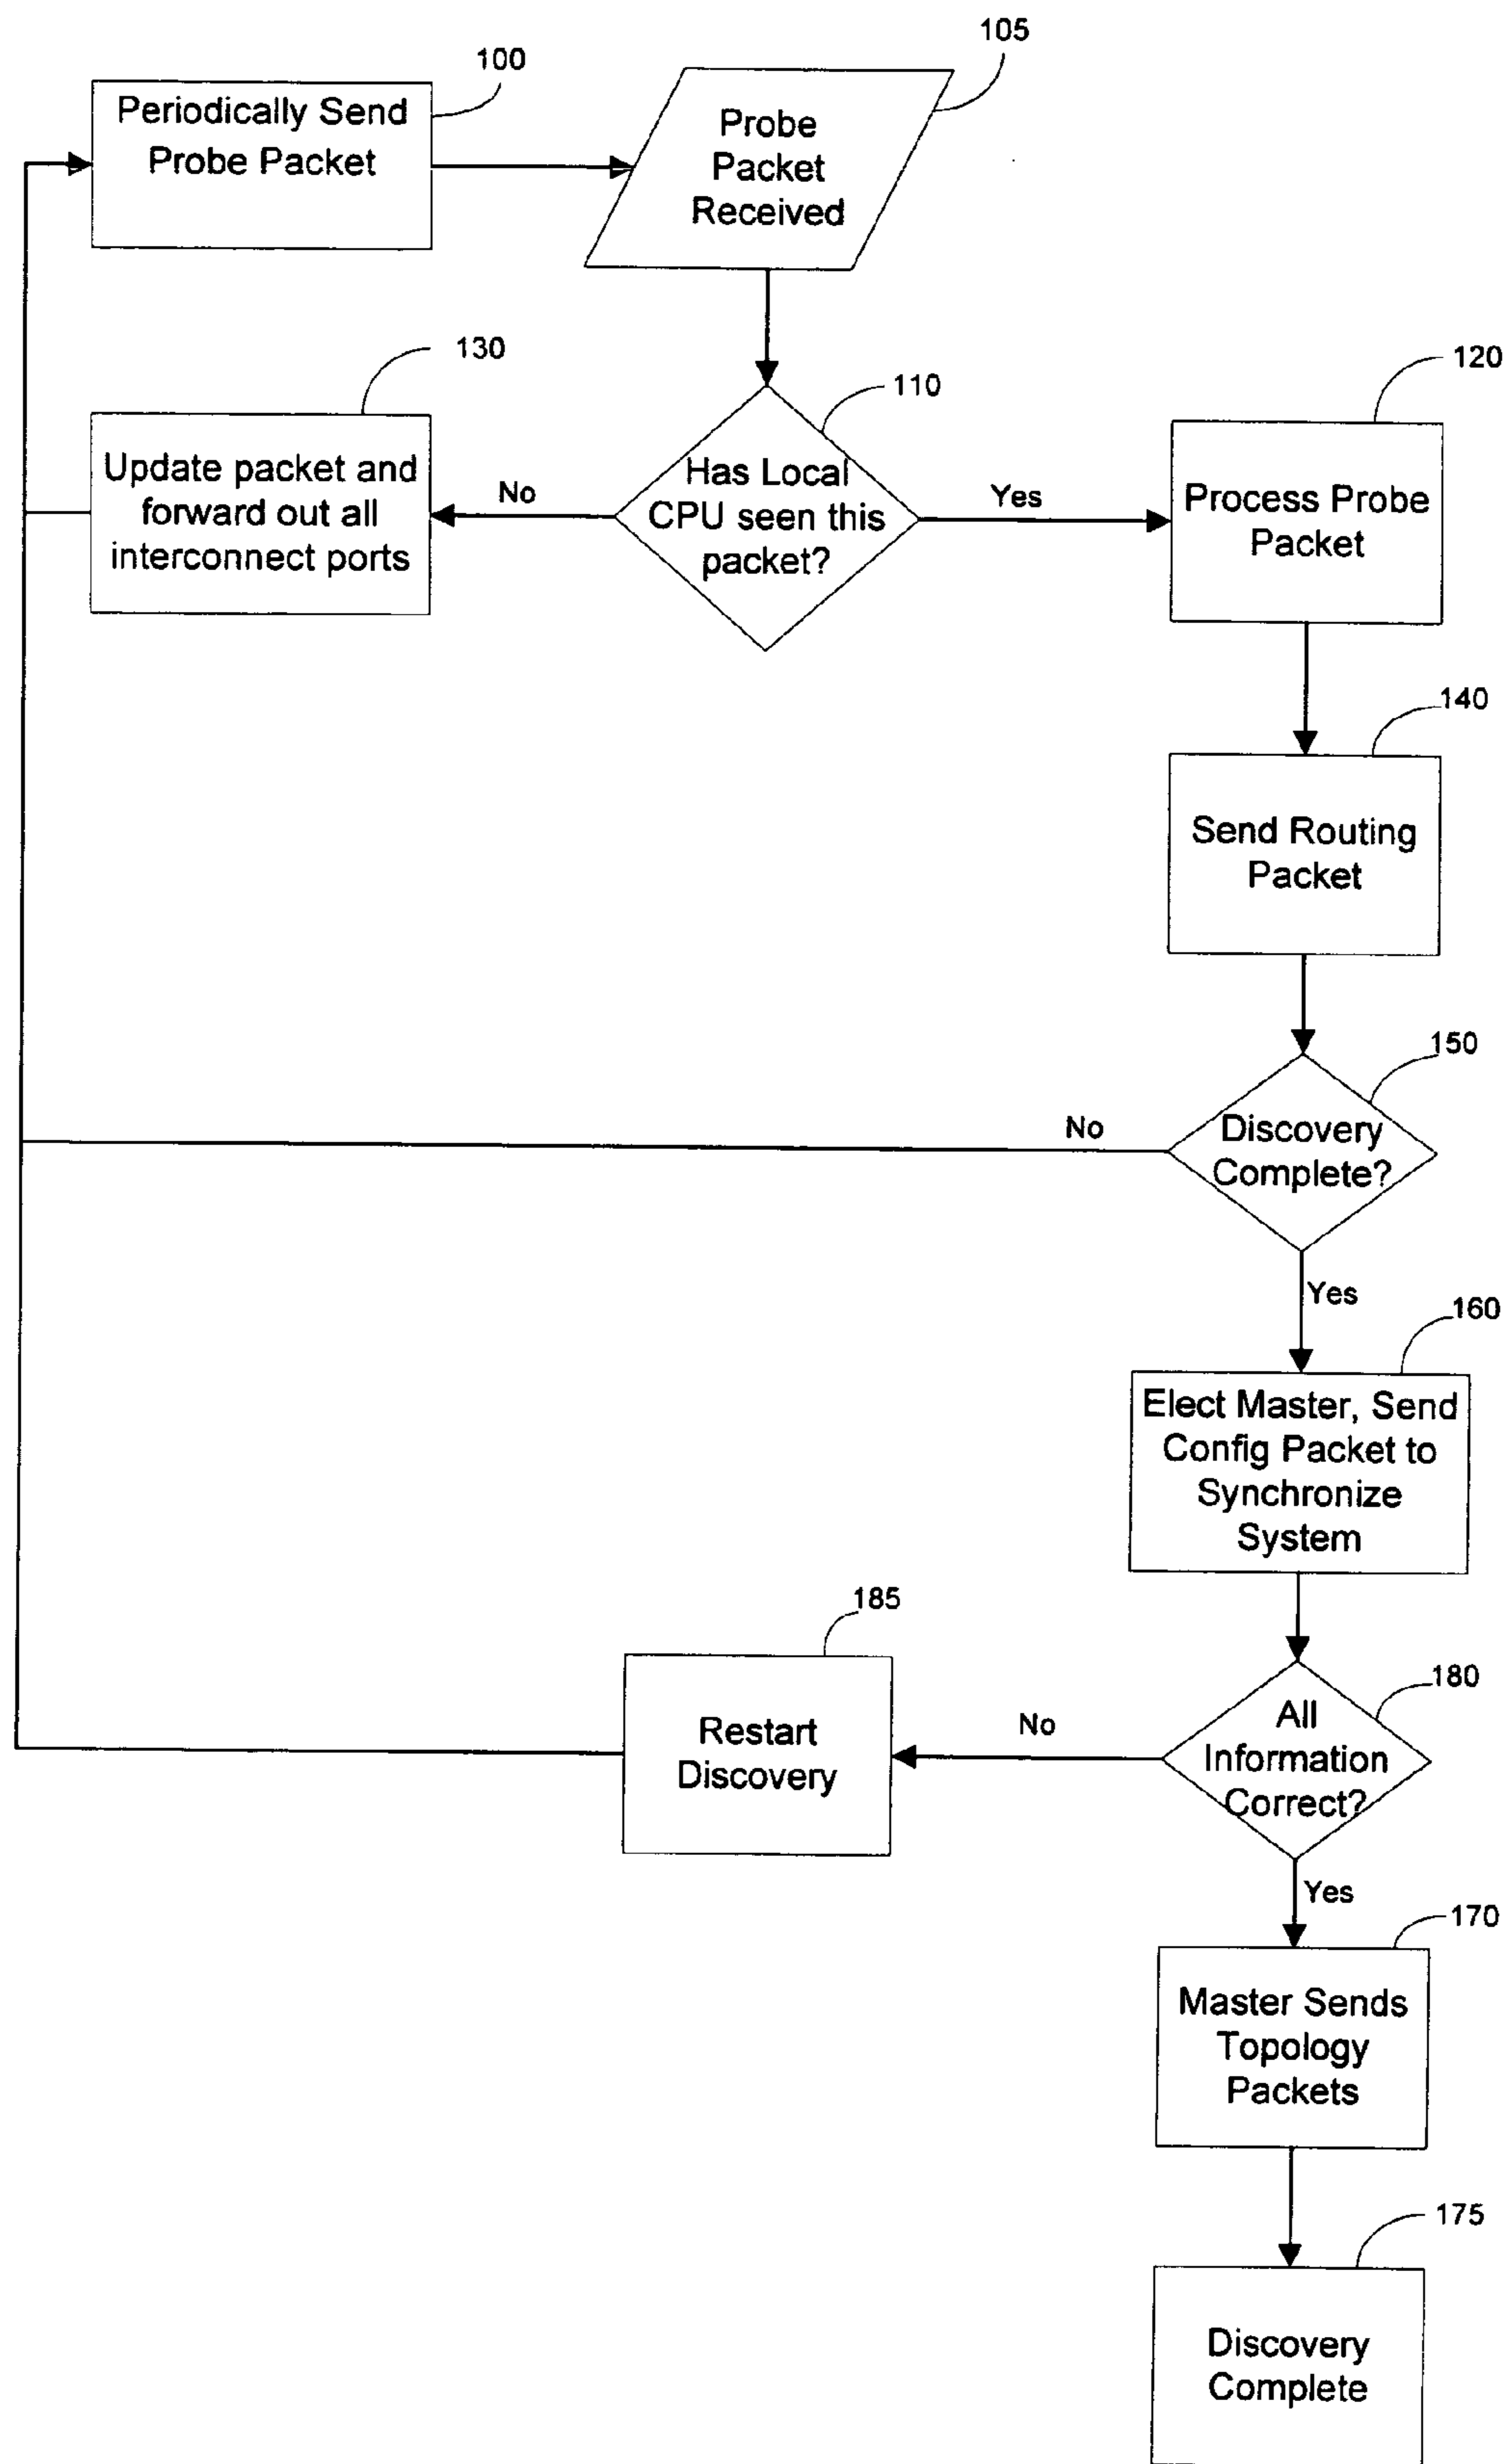 100
Periodically Send
Probe Packet
105
Probe
Packet
Received
110
Has Local
CPU seen this
packet?
No
Yes
130
Update packet and
forward out all
interconnect ports
120
Process Probe
Packet
140
Send Routing
Packet
150
Discovery
Complete?
No
Yes
160
Elect Master, Send
Config Packet to
Synchronize
System
180
All
Information
Correct?
No
185
Restart
Discovery
Yes
170
Master Sends
Topology
Packets
175
Discovery
Complete